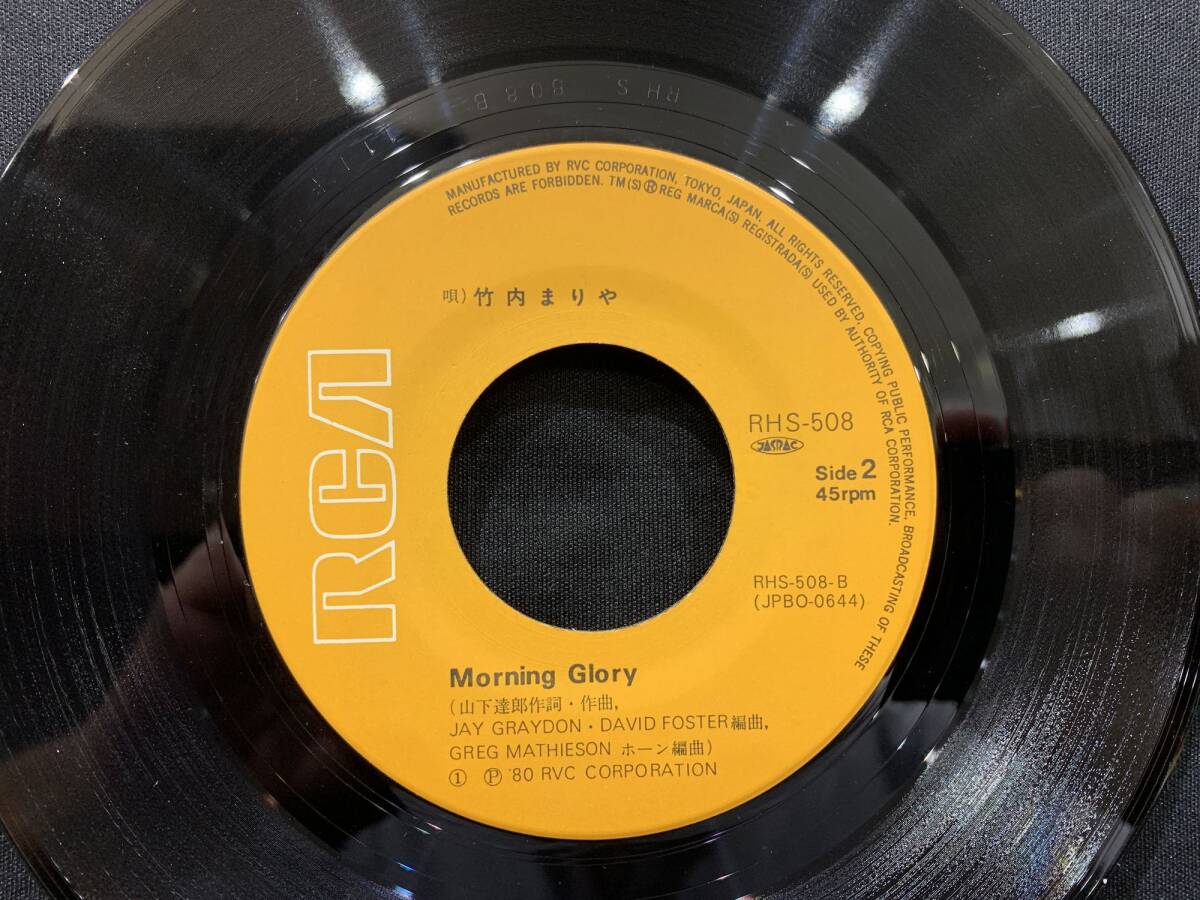 RHS 508 B
111 F
MANUFACTURED BY RVC CORPORATION, TOKYO, JAPAN. ALL RIGHTS RESERVED. COPYING PUBLIC PERFORMANCE, BROADCASTING OF THESE
RECORDS ARE FORBIDDEN. TM(S)® REG MARCA(S) REGISTRADA(S) USED BY AUTHORITY OF RCA CORPORATION.
唄) 竹内まりや
RCA
RHS-508
JASRAC
Side 2
45rpm
RHS-508-B
(JPBO-0644)
Morning Glory
(山下達郎作詞・作曲,
JAY GRAYDON・DAVID FOSTER編曲,
GREG MATHIESON ホーン編曲)
① Ⓟ '80 RVC CORPORATION